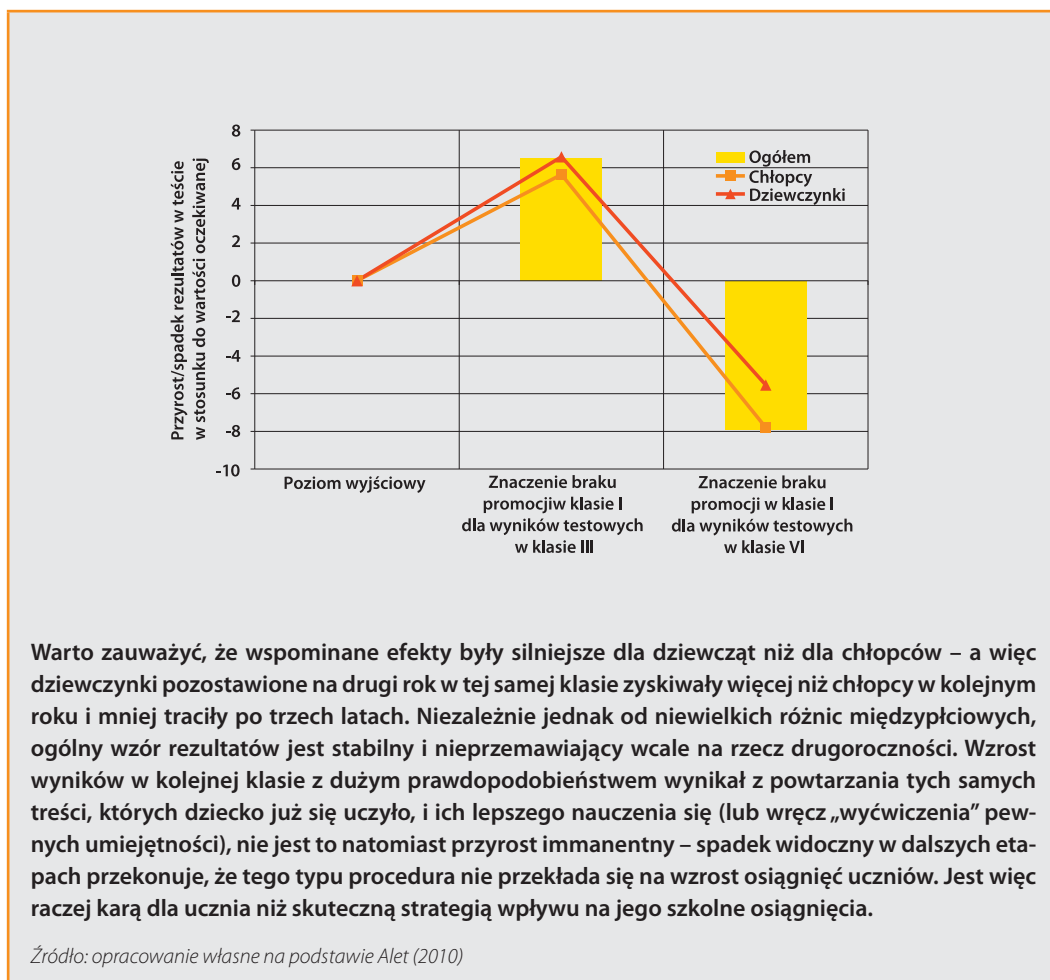 Przyrost/spadek rezultatów w teście
w stosunku do wartości oczekiwanej
8
6
4
2
0
-2
-4
-6
-8
-10
Ogółem
Chłopcy
Dziewczynki
Poziom wyjściowy
Znaczenie braku
promocjiw klasie I
dla wyników testowych
w klasie III
Znaczenie braku
promocji w klasie I
dla wyników testowych
w klasie VI
Warto zauważyć, że wspominane efekty były silniejsze dla dziewcząt niż dla chłopców – a więc
dziewczynki pozostawione na drugi rok w tej samej klasie zyskiwały więcej niż chłopcy w kolejnym
roku i mniej traciły po trzech latach. Niezależnie jednak od niewielkich różnic międzypłciowych,
ogólny wzór rezultatów jest stabilny i nieprzemawiający wcale na rzecz drugoroczności. Wzrost
wyników w kolejnej klasie z dużym prawdopodobieństwem wynikał z powtarzania tych samych
treści, których dziecko już się uczyło, i ich lepszego nauczenia się (lub wręcz „wyćwiczenia” pew-
nych umiejętności), nie jest to natomiast przyrost immanentny – spadek widoczny w dalszych eta-
pach przekonuje, że tego typu procedura nie przekłada się na wzrost osiągnięć uczniów. Jest więc
raczej karą dla ucznia niż skuteczną strategią wpływu na jego szkolne osiągnięcia.
Źródło: opracowanie własne na podstawie Alet (2010)